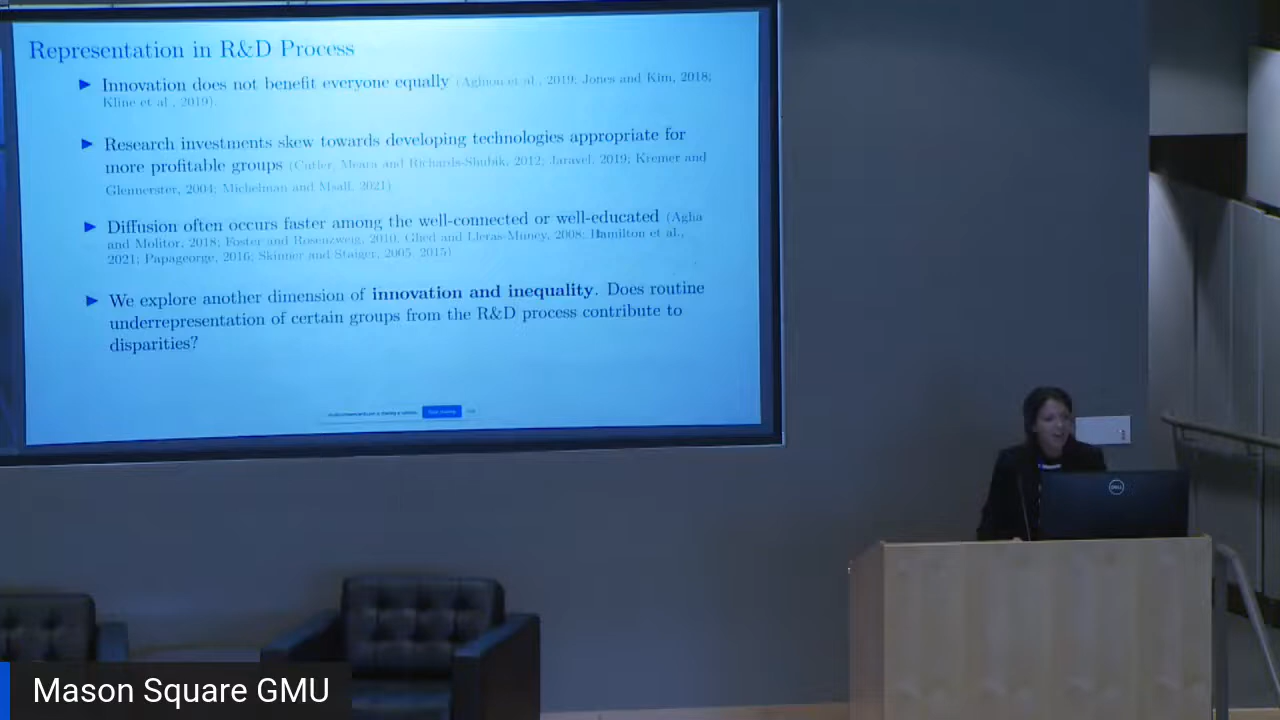 Representation in R&D Process
▶ Innovation does not benefit everyone equally (Aghion et al., 2019; Jones and Kim, 2018;
Kline et al., 2019).
▶ Research investments skew towards developing technologies appropriate for
more profitable groups (Cutler, Meara and Richards-Shubik, 2012; Jaravel, 2019; Kremer and
Glennerster, 2004; Michelman and Msall, 2021)
▶ Diffusion often occurs faster among the well-connected or well-educated (Agha
and Molitor, 2018; Foster and Rosenzweig, 2010, Glied and Lleras-Muney, 2008; Hamilton et al.,
2021; Papageorge, 2016; Skinner and Staiger, 2005, 2015)
▶ We explore another dimension of innovation and inequality. Does routine
underrepresentation of certain groups from the R&D process contribute to
disparities?
DELL
Mason Square GMU